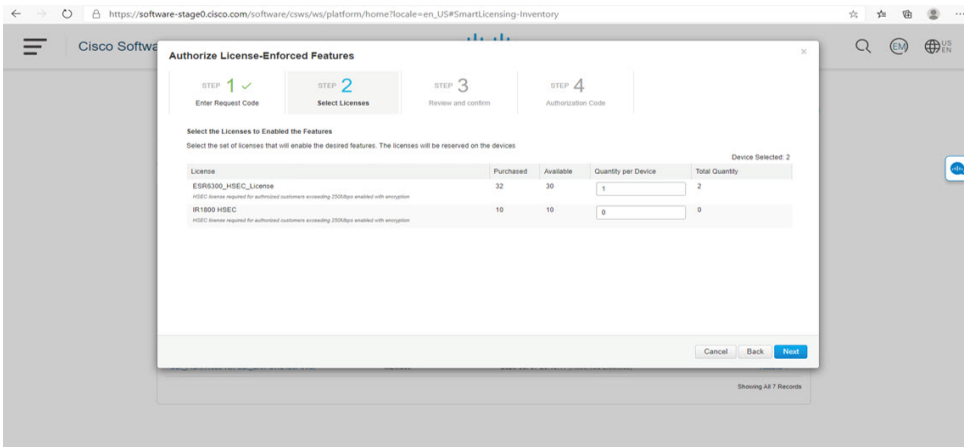 https://software-stage0.cisco.com/software/csws/ws/platform/home?locale=en_US#SmartLicensing-Inventory
Cisco Softwa
EM
US
EN
Authorize License-Enforced Features
STEP 1
Enter Request Code
STEP 2
Select Licenses
STEP 3
Review and confirm
STEP 4
Authorization Code
Select the Licenses to Enabled the Features
Select the set of licenses that will enable the desired features. The licenses will be reserved on the devices
Device Selected: 2
License Purchased Available Quantity per Device Total Quantity
ESR6300_HSEC_License 32 30 1 2
HSEC license required for authorized customers exceeding 250Mbps enabled with encryption
IR1800 HSEC 10 10 0 0
HSEC license required for authorized customers exceeding 250Mbps enabled with encryption
Cancel Back Next
Showing All 7 Records